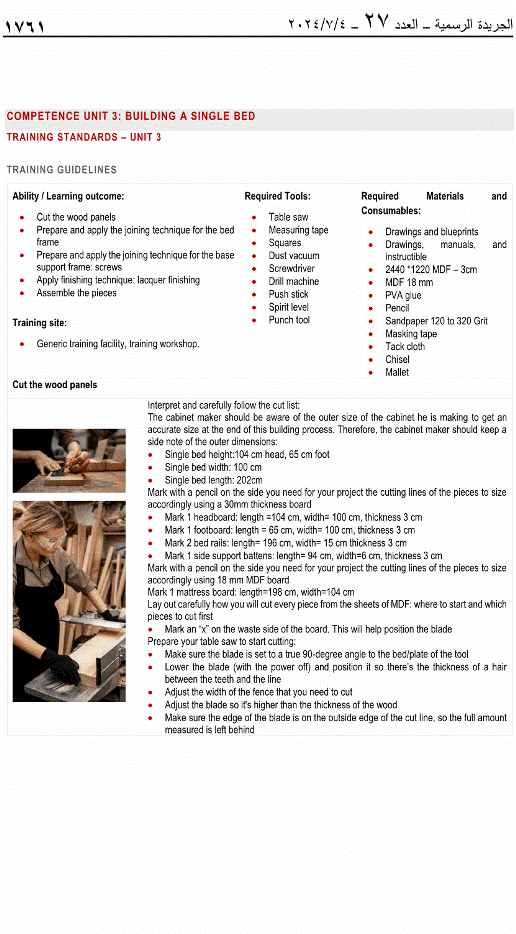 ١٧٦١
الجريدة الرسمية ــ العدد ٢٧ ــ ٢٠٢٤/٧/٤
COMPETENCE UNIT 3: BUILDING A SINGLE BED
TRAINING STANDARDS – UNIT 3
TRAINING GUIDELINES
Ability / Learning outcome:
• Cut the wood panels
• Prepare and apply the joining technique for the bed
frame
• Prepare and apply the joining technique for the base
support frame: screws
• Apply finishing technique: lacquer finishing
• Assemble the pieces
Training site:
• Generic training facility, training workshop.
Required Tools:
• Table saw
• Measuring tape
• Squares
• Dust vacuum
• Screwdriver
• Drill machine
• Push stick
• Spirit level
• Punch tool
Required Materials and
Consumables:
• Drawings and blueprints
• Drawings, manuals, and
instructible
• 2440 *1220 MDF – 3cm
• MDF 18 mm
• PVA glue
• Pencil
• Sandpaper 120 to 320 Grit
• Masking tape
• Tack cloth
• Chisel
• Mallet
Cut the wood panels
Interpret and carefully follow the cut list:
The cabinet maker should be aware of the outer size of the cabinet he is making to get an
accurate size at the end of this building process. Therefore, the cabinet maker should keep a
side note of the outer dimensions:
• Single bed height:104 cm head, 65 cm foot
• Single bed width: 100 cm
• Single bed length: 202cm
Mark with a pencil on the side you need for your project the cutting lines of the pieces to size
accordingly using a 30mm thickness board
• Mark 1 headboard: length =104 cm, width= 100 cm, thickness 3 cm
• Mark 1 footboard: length = 65 cm, width= 100 cm, thickness 3 cm
• Mark 2 bed rails: length= 196 cm, width= 15 cm thickness 3 cm
• Mark 1 side support battens: length= 94 cm, width=6 cm, thickness 3 cm
Mark with a pencil on the side you need for your project the cutting lines of the pieces to size
accordingly using 18 mm MDF board
Mark 1 mattress board: length=198 cm, width=104 cm
Lay out carefully how you will cut every piece from the sheets of MDF: where to start and which
pieces to cut first
• Mark an “x” on the waste side of the board. This will help position the blade
Prepare your table saw to start cutting:
• Make sure the blade is set to a true 90-degree angle to the bed/plate of the tool
• Lower the blade (with the power off) and position it so there's the thickness of a hair
between the teeth and the line
• Adjust the width of the fence that you need to cut
• Adjust the blade so it's higher than the thickness of the wood
• Make sure the edge of the blade is on the outside edge of the cut line, so the full amount
measured is left behind